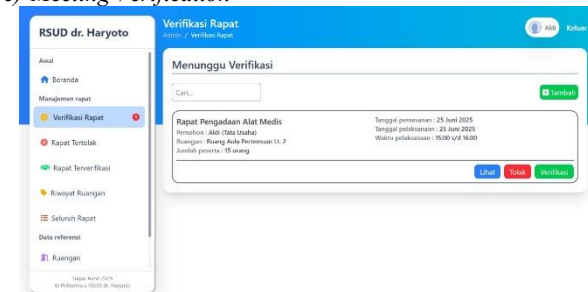 c) Meeting Verification
RSUD dr. Haryoto
Awal
Beranda
Manajemen rapat
Verifikasi Rapat
Rapat Tertolak
Rapat Terverifikasi
Riwayat Ruangan
Seluruh Rapat
Data referensi
Ruangan
Tugas Akhir 2025
Verifikasi Rapat
Admin / Verifikasi Rapat
Aldi Keluar
Menunggu Verifikasi
Cari...
Tambah
Rapat Pengadaan Alat Medis
Pemohon : Aldi (Tata Usaha)
Ruangan : Ruang Aula Pertemuan Lt. 2
Jumlah peserta : 15 orang
Tanggal pemesanan : 25 Juni 2025
Tanggal pelaksanaan : 25 Juni 2025
Waktu pelaksanaan : 15:00 s/d 16:00
Lihat Tolak Verifikasi